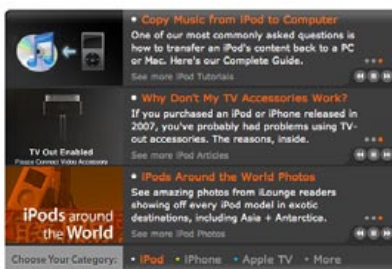 • Copy Music from iPod to Computer
One of our most commonly asked questions is
how to transfer an iPod's content back to a PC
or Mac. Here's our Complete Guide.
See more iPod Tutorials
• Why Don't My TV Accessories Work?
If you purchased an iPod or iPhone released in
2007, you've probably had problems using TV-
out accessories. The reasons, inside.
See more iPod Articles
TV Out Enabled
Please Connect Video Accessory
• iPods Around the World Photos
See amazing photos from iLounge readers
showing off every iPod model in exotic
destinations, including Asia + Antarctica.
See more iPod Photos
iPods around
the World
Choose Your Category: • iPod • iPhone • Apple TV • More